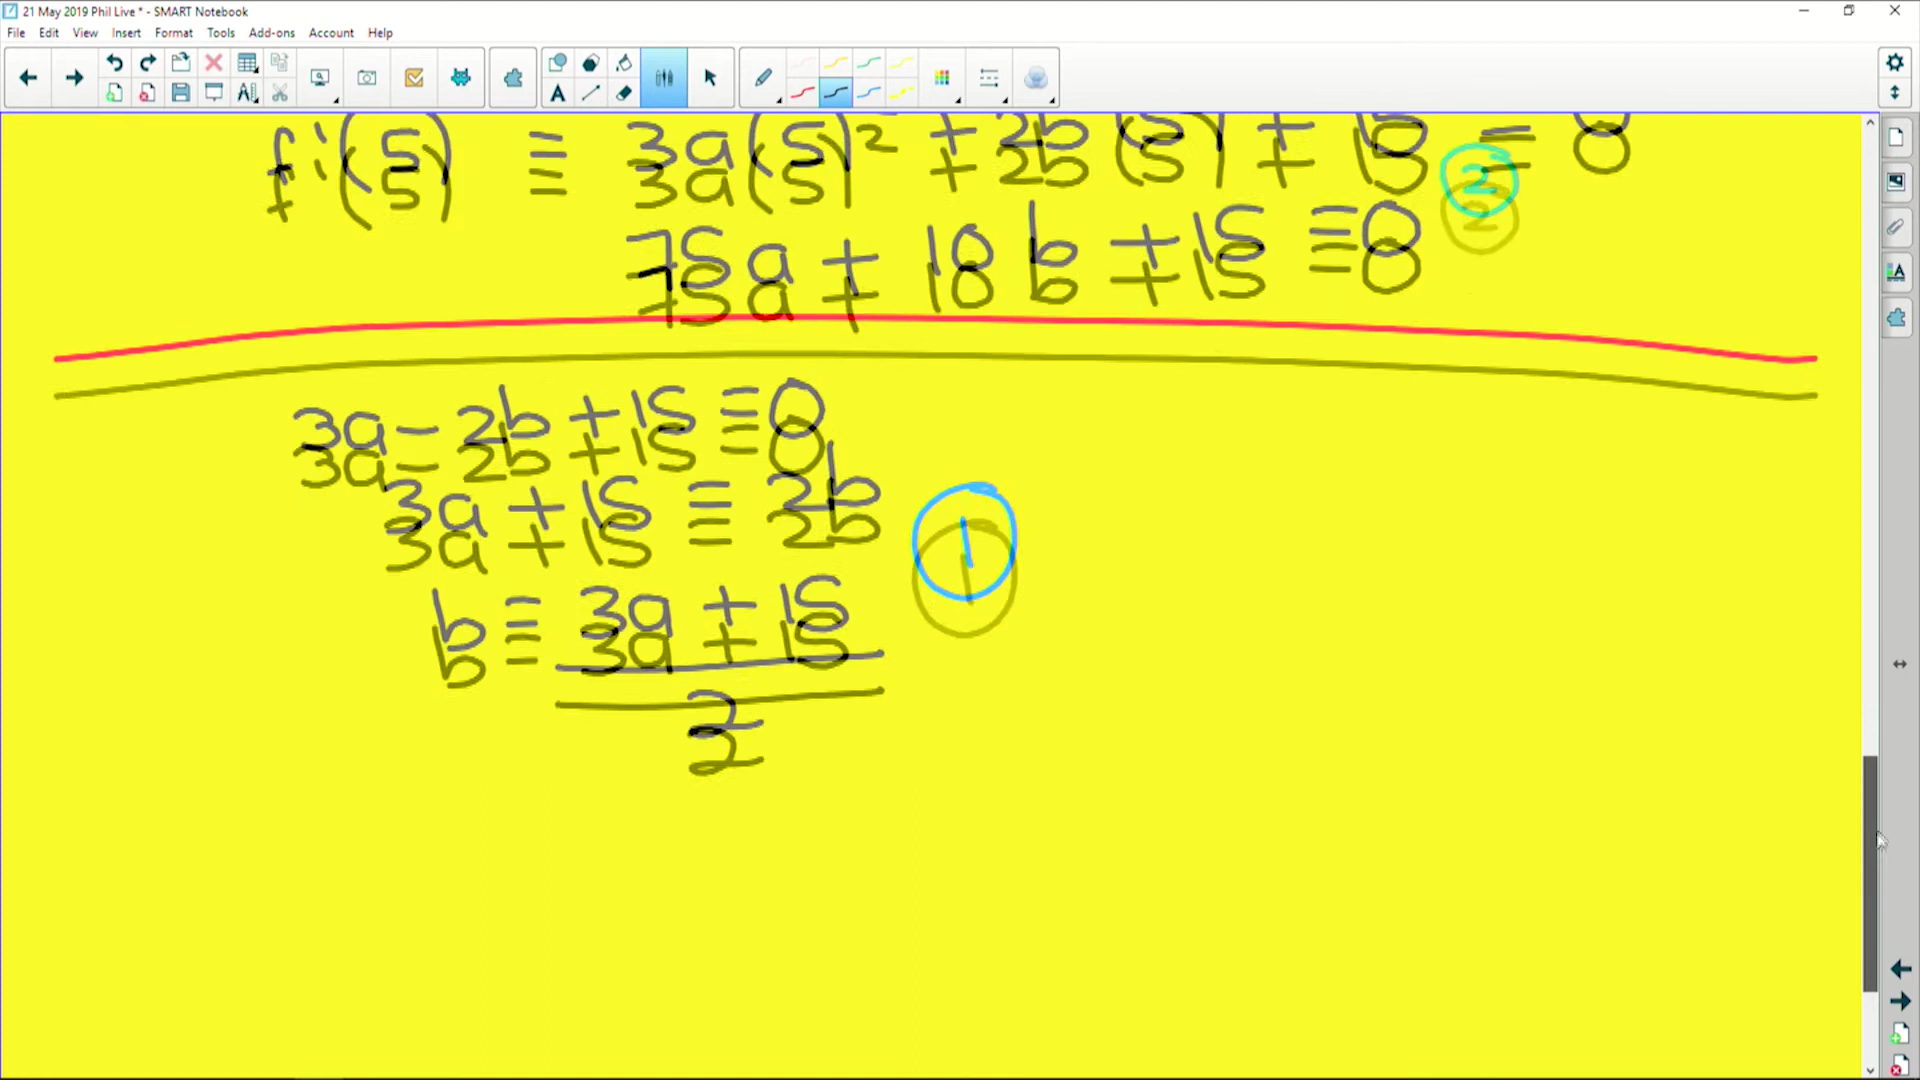 21 May 2019 Phil Live * - SMART Notebook
File Edit View Insert Format Tools Add-ons Account Help
f'(5) = 3a(5)² + 2b(5) + 15 = 0
②
75a + 10b + 15 = 0
3a - 2b + 15 = 0
3a + 15 = 2b
①
b = 3a + 15
2